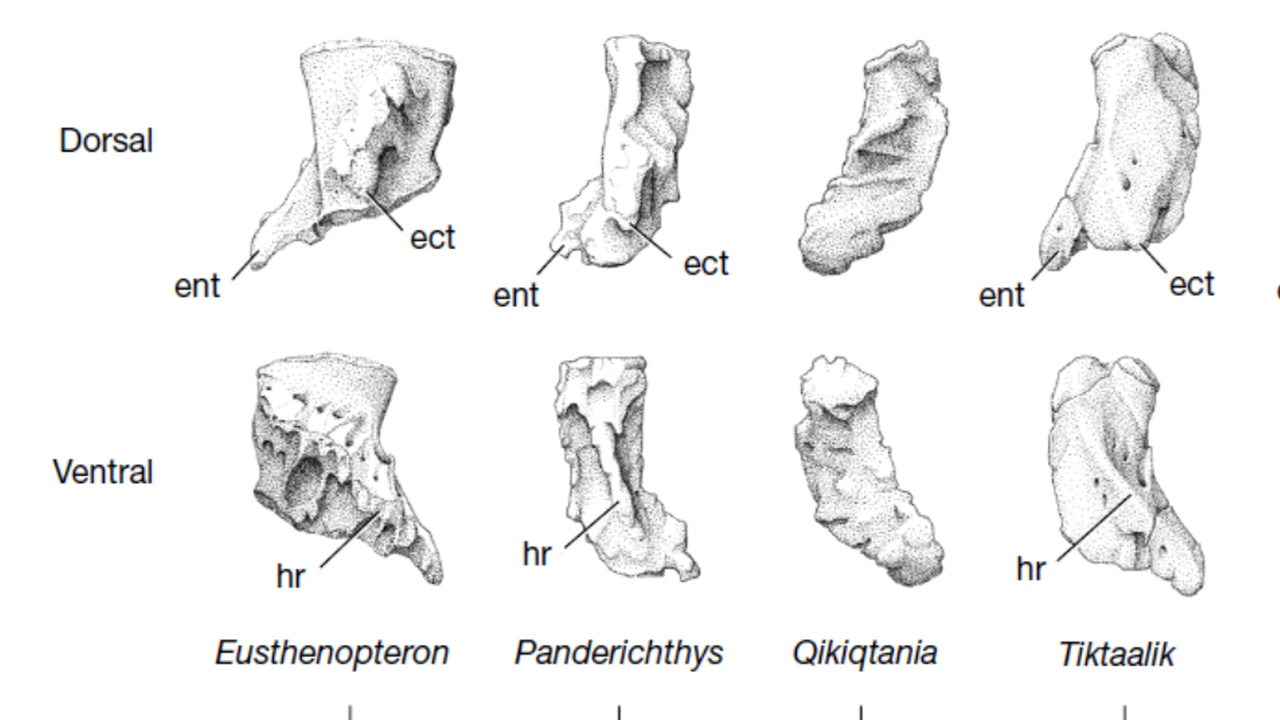 Dorsal
ect
ent
ect
ent
ect
ent
Ventral
hr
hr
hr
Eusthenopteron Panderichthys Qikiqtania Tiktaalik